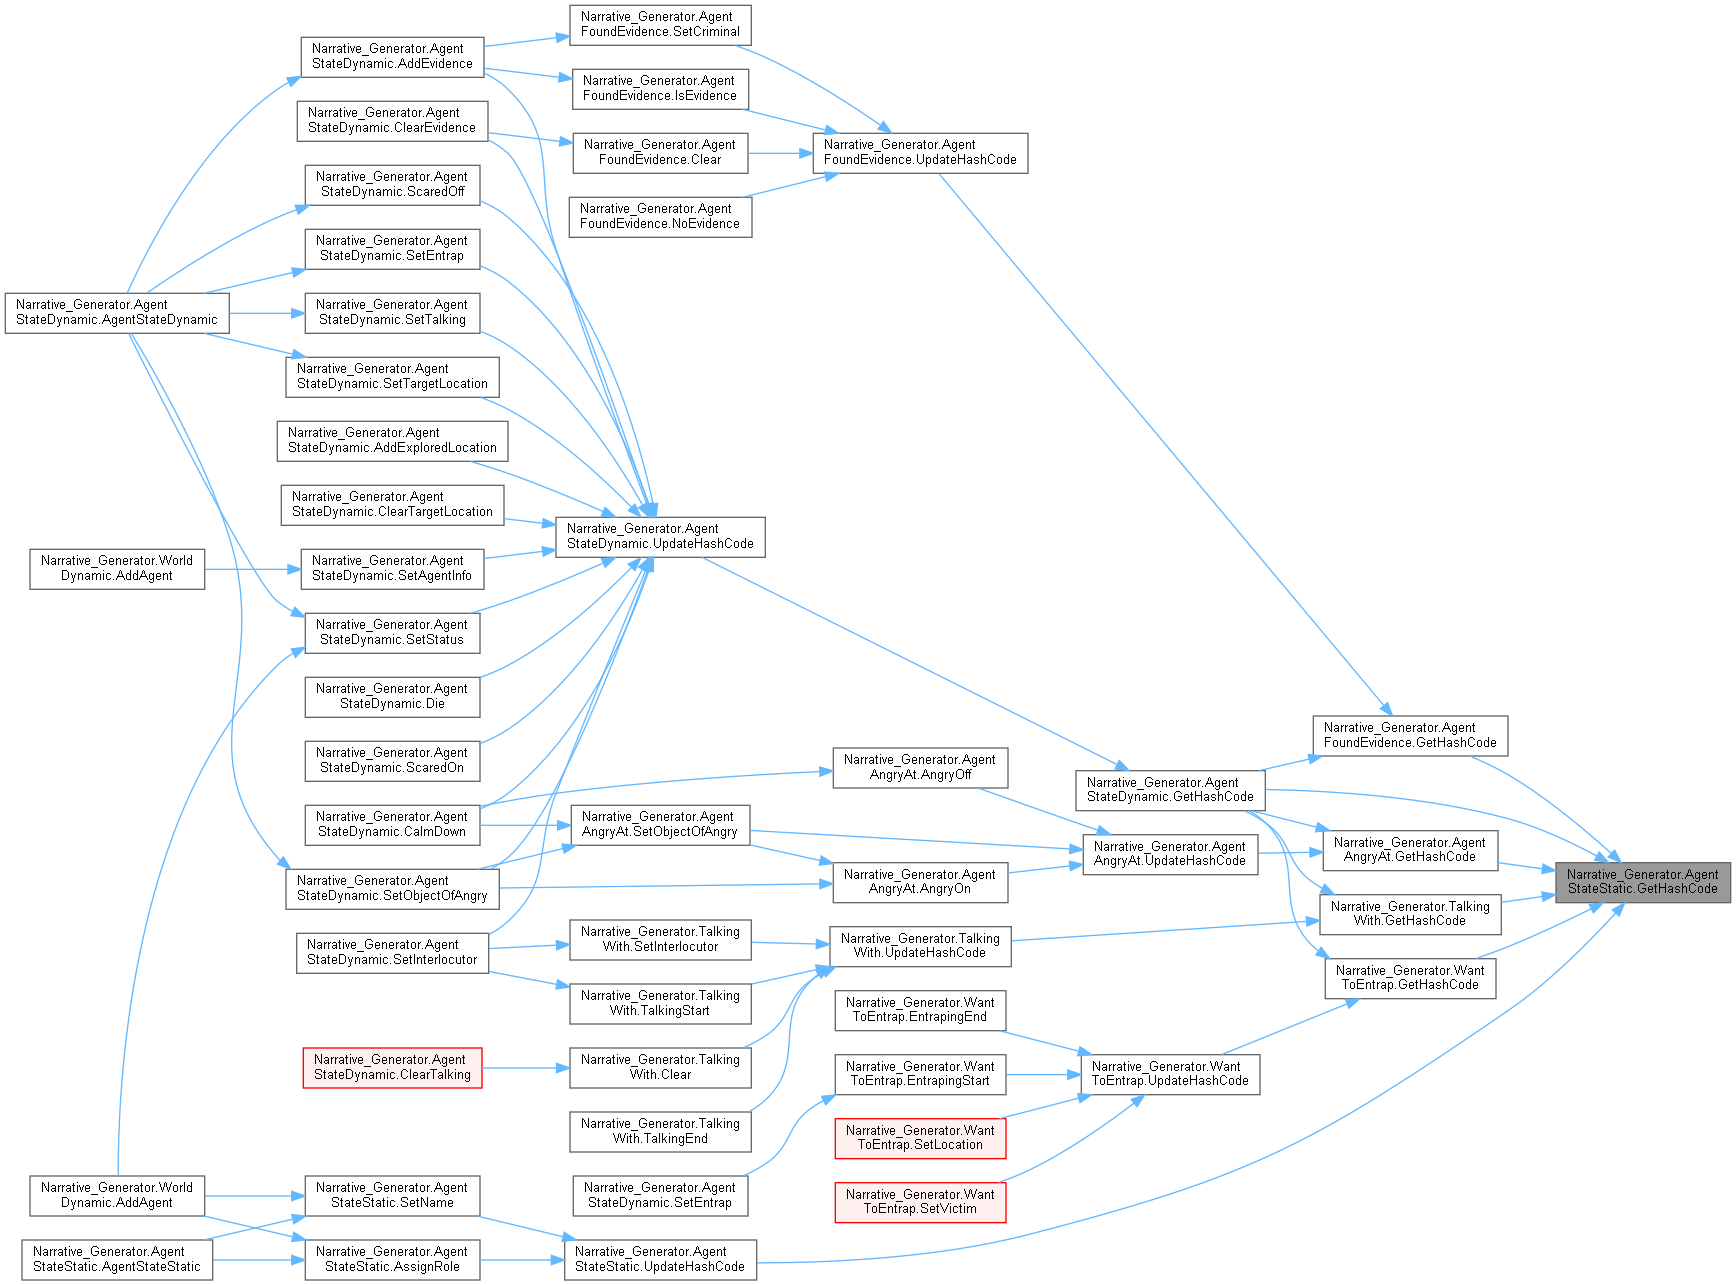 Narrative_Generator.Agent
FoundEvidence.SetCriminal
Narrative_Generator.Agent
StateDynamic.AddEvidence
Narrative_Generator.Agent
FoundEvidence.IsEvidence
Narrative_Generator.Agent
StateDynamic.ClearEvidence
Narrative_Generator.Agent
FoundEvidence.Clear
Narrative_Generator.Agent
FoundEvidence.UpdateHashCode
Narrative_Generator.Agent
StateDynamic.ScaredOff
Narrative_Generator.Agent
FoundEvidence.NoEvidence
Narrative_Generator.Agent
StateDynamic.SetEntrap
Narrative_Generator.Agent
StateDynamic.AgentStateDynamic
Narrative_Generator.Agent
StateDynamic.SetTalking
Narrative_Generator.Agent
StateDynamic.SetTargetLocation
Narrative_Generator.Agent
StateDynamic.AddExploredLocation
Narrative_Generator.Agent
StateDynamic.ClearTargetLocation
Narrative_Generator.Agent
StateDynamic.UpdateHashCode
Narrative_Generator.World
Dynamic.AddAgent
Narrative_Generator.Agent
StateDynamic.SetAgentInfo
Narrative_Generator.Agent
StateDynamic.SetStatus
Narrative_Generator.Agent
StateDynamic.Die
Narrative_Generator.Agent
FoundEvidence.GetHashCode
Narrative_Generator.Agent
StateDynamic.ScaredOn
Narrative_Generator.Agent
AngryAt.AngryOff
Narrative_Generator.Agent
StateDynamic.GetHashCode
Narrative_Generator.Agent
StateDynamic.CalmDown
Narrative_Generator.Agent
AngryAt.SetObjectOfAngry
Narrative_Generator.Agent
AngryAt.UpdateHashCode
Narrative_Generator.Agent
AngryAt.GetHashCode
Narrative_Generator.Agent
StateDynamic.SetObjectOfAngry
Narrative_Generator.Agent
AngryAt.AngryOn
Narrative_Generator.Agent
StateStatic.GetHashCode
Narrative_Generator.Talking
With.GetHashCode
Narrative_Generator.Agent
StateDynamic.SetInterlocutor
Narrative_Generator.Talking
With.SetInterlocutor
Narrative_Generator.Talking
With.UpdateHashCode
Narrative_Generator.Want
ToEntrap.GetHashCode
Narrative_Generator.Talking
With.TalkingStart
Narrative_Generator.Want
ToEntrap.EntrapingEnd
Narrative_Generator.Agent
StateDynamic.ClearTalking
Narrative_Generator.Talking
With.Clear
Narrative_Generator.Want
ToEntrap.EntrapingStart
Narrative_Generator.Want
ToEntrap.UpdateHashCode
Narrative_Generator.Talking
With.TalkingEnd
Narrative_Generator.Want
ToEntrap.SetLocation
Narrative_Generator.World
Dynamic.AddAgent
Narrative_Generator.Agent
StateStatic.SetName
Narrative_Generator.Agent
StateDynamic.SetEntrap
Narrative_Generator.Want
ToEntrap.SetVictim
Narrative_Generator.Agent
StateStatic.AgentStateStatic
Narrative_Generator.Agent
StateStatic.AssignRole
Narrative_Generator.Agent
StateStatic.UpdateHashCode